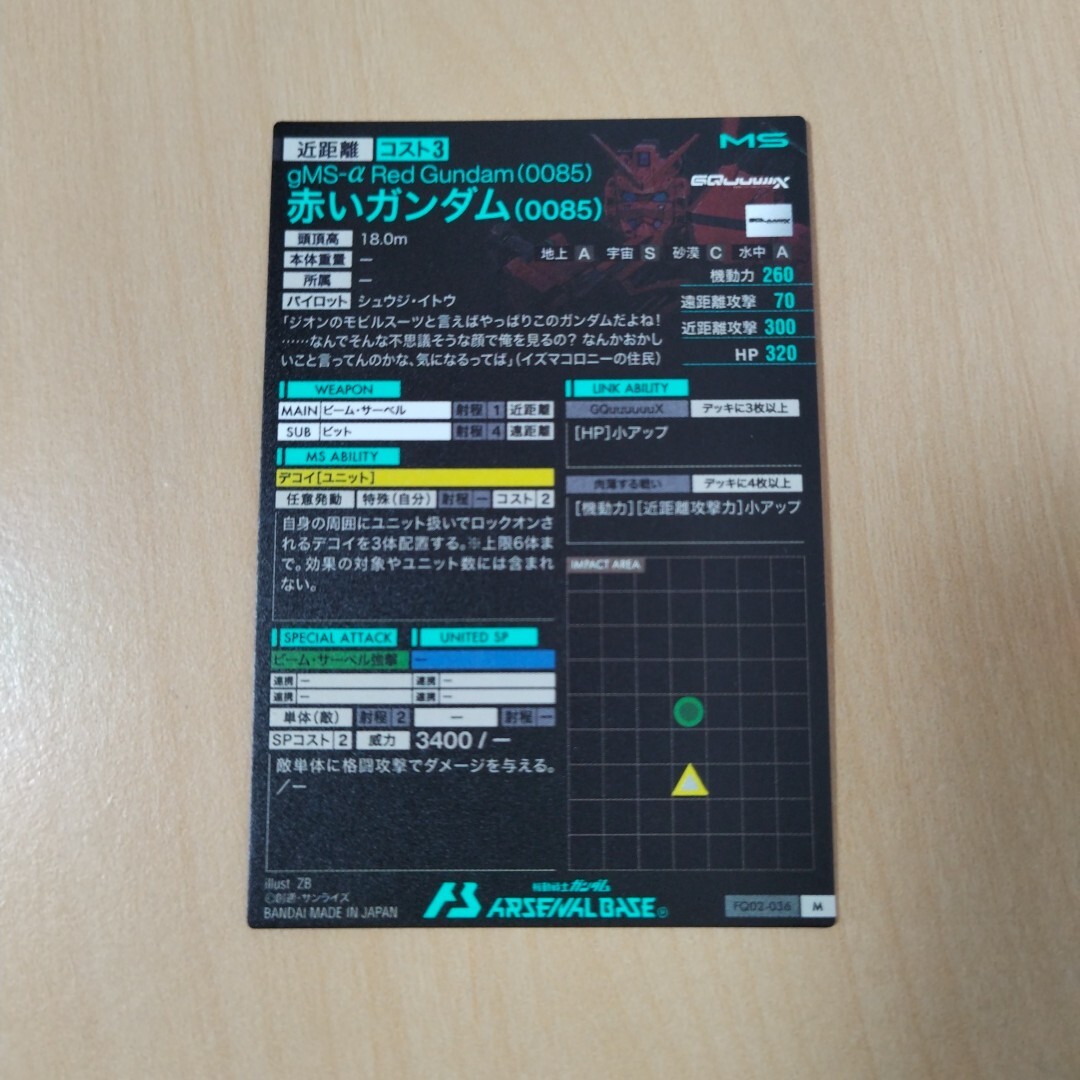 近距離 コスト3
MS
gMS-α Red Gundam(0085)
赤いガンダム(0085)
GQuuuuuuX
GQuuuuuuX
頭頂高 18.0m
本体重量 ー
所属 ー
パイロット シュウジ・イトウ
地上 A 宇宙 S 砂漠 C 水中 A
機動力 260
遠距離攻撃 70
近距離攻撃 300
HP 320
「ジオンのモビルスーツと言えばやっぱりこのガンダムだよね!
……なんでそんな不思議そうな顔で俺を見るの? なんかおかし
いこと言ってんのかな、気になるってば」(イズマコロニーの住民)
WEAPON
MAIN ビーム・サーベル 射程 1 近距離
SUB ビット 射程 4 遠距離
MS ABILITY
デコイ[ユニット]
任意発動 特殊(自分) 射程 ー コスト 2
自身の周囲にユニット扱いでロックオンさ
れるデコイを3体配置する。※上限6体ま
で。効果の対象やユニット数には含まれ
ない。
LINK ABILITY
GQuuuuuuX デッキに3枚以上
[HP]小アップ
肉薄する戦い デッキに4枚以上
[機動力][近距離攻撃力]小アップ
IMPACT AREA
SPECIAL ATTACK UNITED SP
ビーム・サーベル強撃 ー
連携 ー 連携 ー
連携 ー 連携 ー
単体(敵) 射程 2 ー 射程 ー
SPコスト 2 威力 3400 / ー
敵単体に格闘攻撃でダメージを与える。
/ー
illust ZB
©創通・サンライズ
BANDAI MADE IN JAPAN
機動戦士ガンダム
ARSENAL BASE®
FQ02-036 M